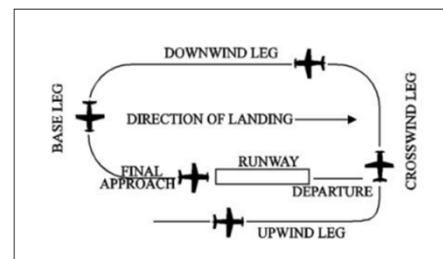 DOWNWIND LEG
BASE LEG
DIRECTION OF LANDING
CROSSWIND LEG
FINAL
APPROACH
RUNWAY
DEPARTURE
UPWIND LEG